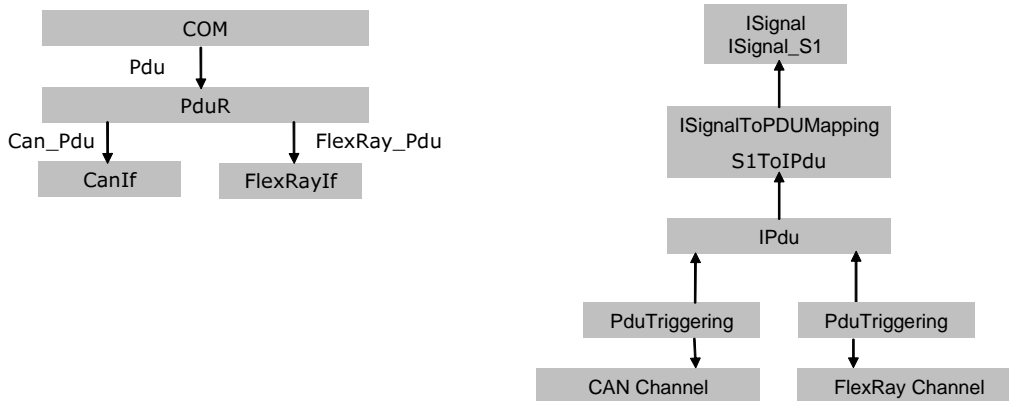 COM
Pdu
PduR
Can_Pdu
FlexRay_Pdu
CanIf
FlexRayIf
ISignal
ISignal_S1
ISignalToPDUMapping
S1ToIPdu
IPdu
PduTriggering
PduTriggering
CAN Channel
FlexRay Channel